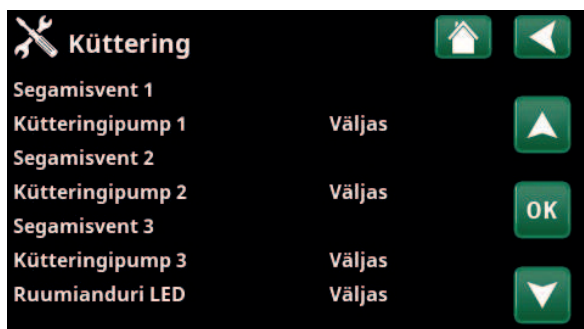 Küttering
Segamisvent 1
Kütteringipump 1 Väljas
Segamisvent 2
Kütteringipump 2 Väljas
OK
Segamisvent 3
Kütteringipump 3 Väljas
Ruumianduri LED Väljas